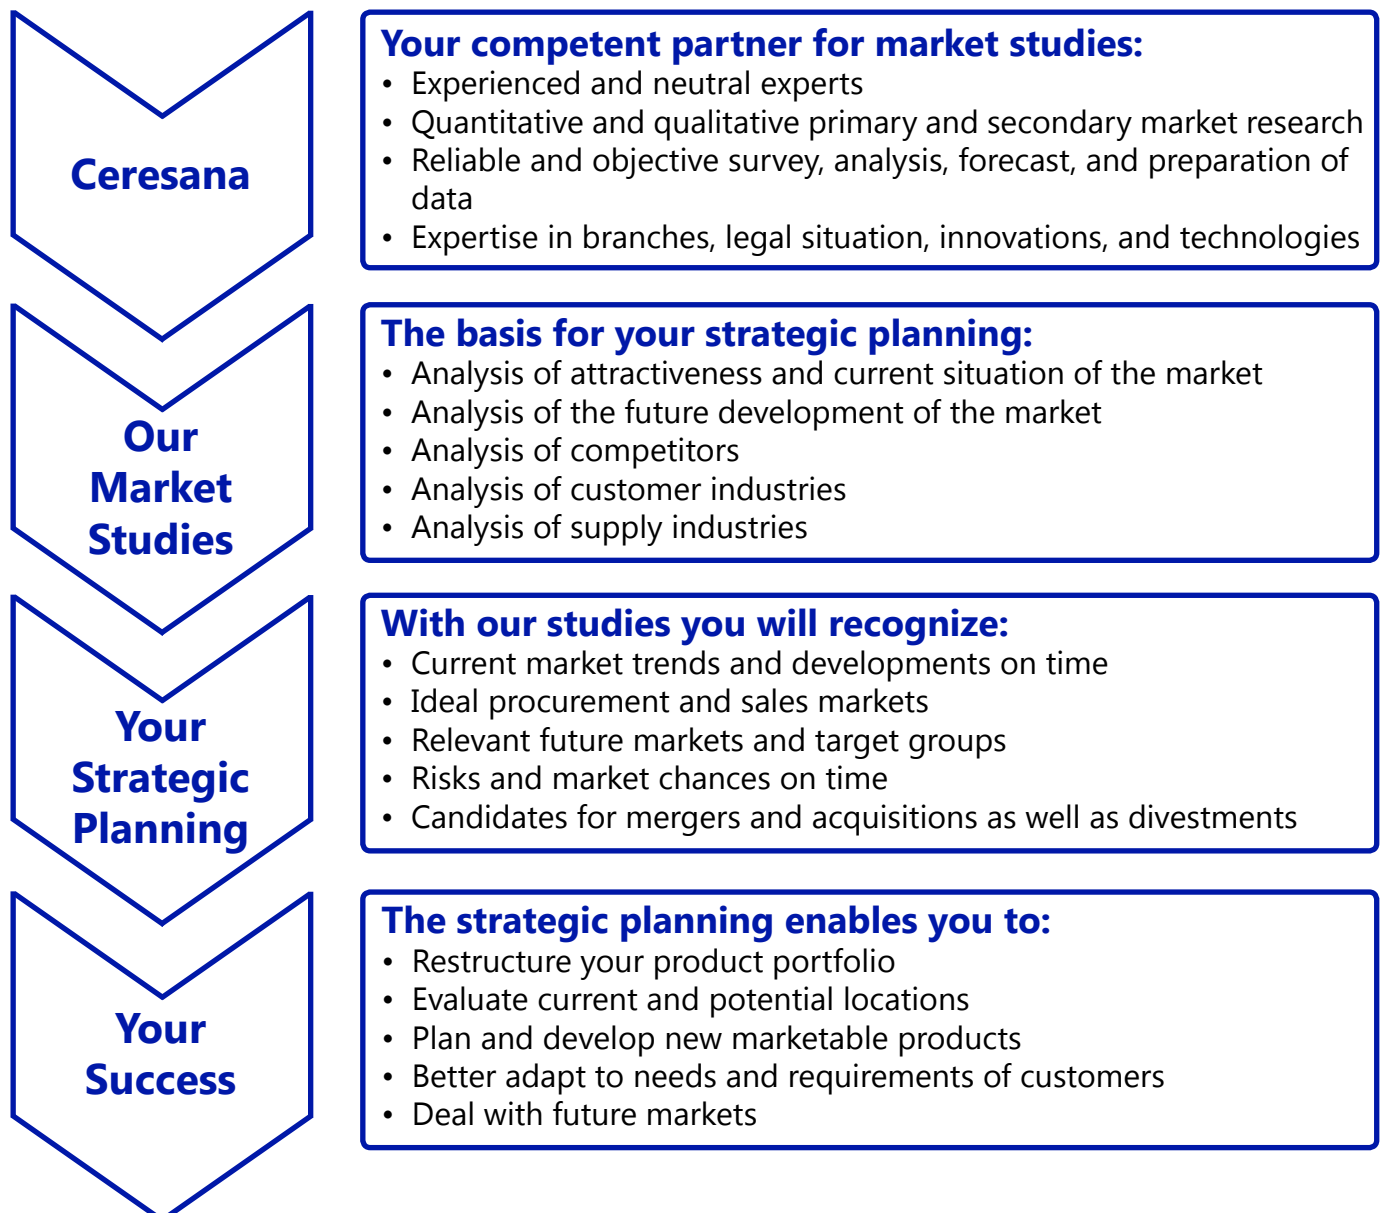 Ceresana
Your competent partner for market studies:
• Experienced and neutral experts
• Quantitative and qualitative primary and secondary market research
• Reliable and objective survey, analysis, forecast, and preparation of
data
• Expertise in branches, legal situation, innovations, and technologies
Our
Market
Studies
The basis for your strategic planning:
• Analysis of attractiveness and current situation of the market
• Analysis of the future development of the market
• Analysis of competitors
• Analysis of customer industries
• Analysis of supply industries
Your
Strategic
Planning
With our studies you will recognize:
• Current market trends and developments on time
• Ideal procurement and sales markets
• Relevant future markets and target groups
• Risks and market chances on time
• Candidates for mergers and acquisitions as well as divestments
Your
Success
The strategic planning enables you to:
• Restructure your product portfolio
• Evaluate current and potential locations
• Plan and develop new marketable products
• Better adapt to needs and requirements of customers
• Deal with future markets